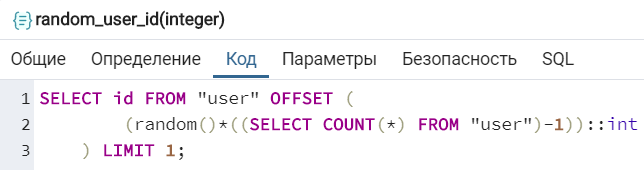 random_user_id(integer)
Общие Определение Код Параметры Безопасность SQL
1 SELECT id FROM "user" OFFSET (
2 (random()*((SELECT COUNT(*) FROM "user")-1))::int
3 ) LIMIT 1;